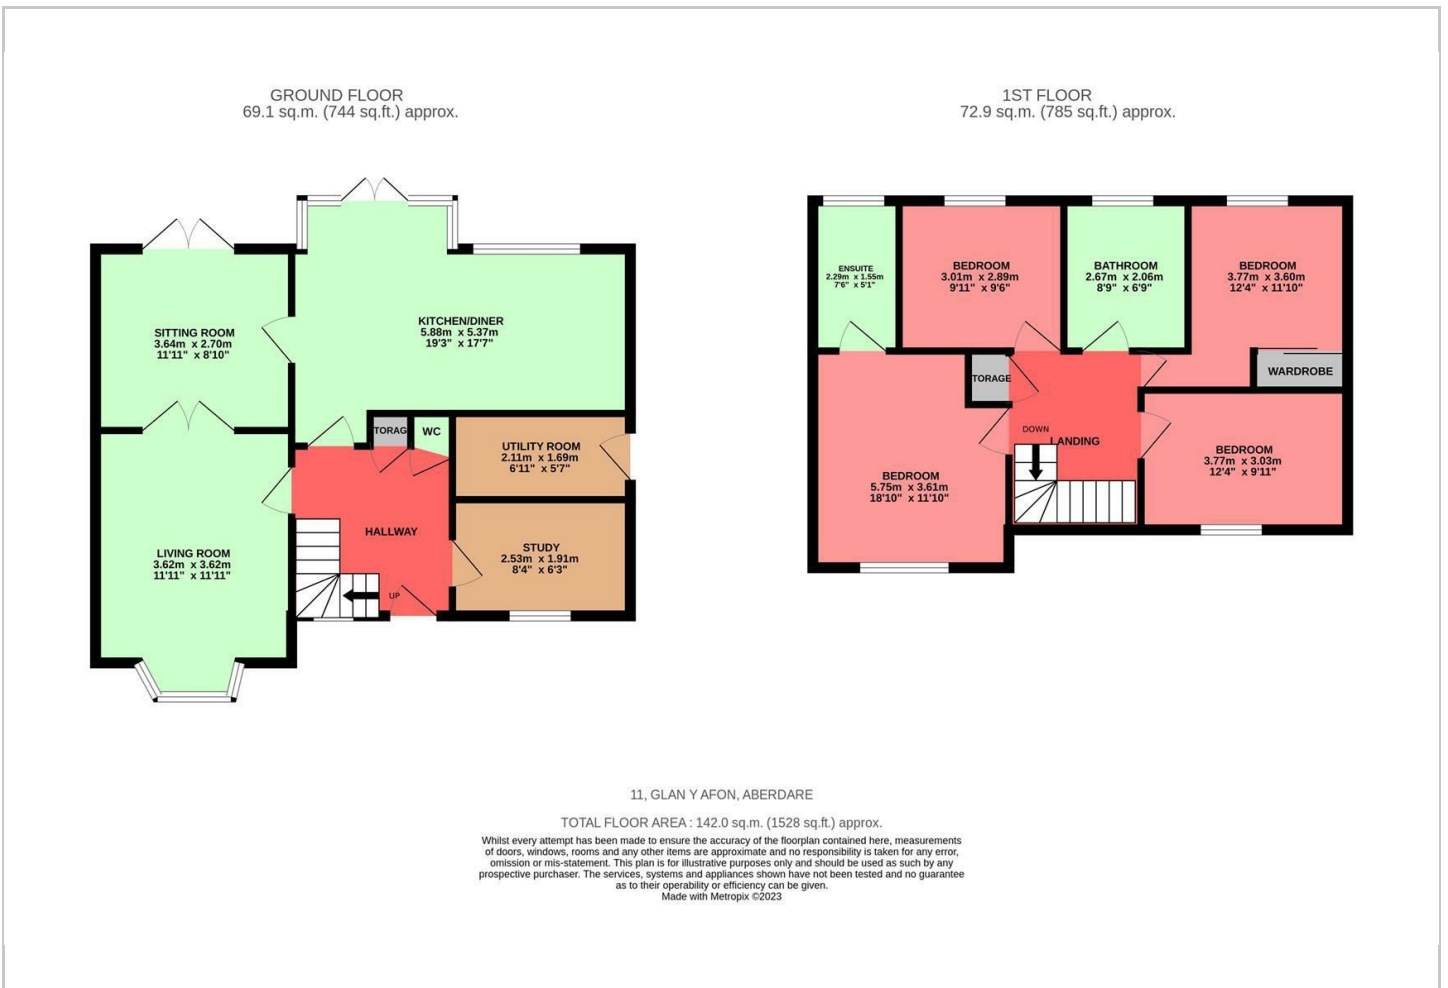 GROUND FLOOR
69.1 sq.m. (744 sq.ft.) approx.
SITTING ROOM
3.64m x 2.70m
11'11" x 8'10"
KITCHEN/DINER
5.88m x 5.37m
19'3" x 17'7"
TORAG
WC
UTILITY ROOM
2.11m x 1.69m
6'11" x 5'7"
HALLWAY
LIVING ROOM
3.62m x 3.62m
11'11" x 11'11"
STUDY
2.53m x 1.91m
8'4" x 6'3"
UP
1ST FLOOR
72.9 sq.m. (785 sq.ft.) approx.
ENSUITE
2.29m x 1.55m
7'6" x 5'1"
BEDROOM
3.01m x 2.89m
9'11" x 9'6"
BATHROOM
2.67m x 2.06m
8'9" x 6'9"
BEDROOM
3.77m x 3.60m
12'4" x 11'10"
TORAGE
WARDROBE
DOWN
LANDING
BEDROOM
5.75m x 3.61m
18'10" x 11'10"
BEDROOM
3.77m x 3.03m
12'4" x 9'11"
11, GLAN Y AFON, ABERDARE
TOTAL FLOOR AREA : 142.0 sq.m. (1528 sq.ft.) approx.
Whilst every attempt has been made to ensure the accuracy of the floorplan contained here, measurements
of doors, windows, rooms and any other items are approximate and no responsibility is taken for any error,
omission or mis-statement. This plan is for illustrative purposes only and should be used as such by any
prospective purchaser. The services, systems and appliances shown have not been tested and no guarantee
as to their operability or efficiency can be given.
Made with Metropix ©2023